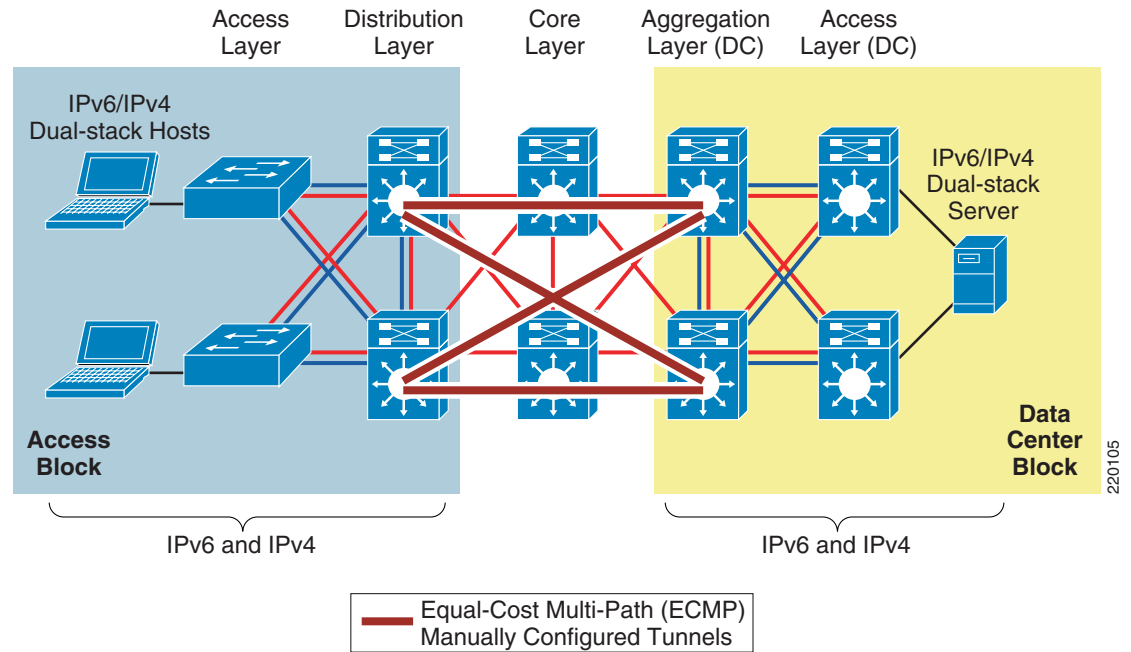 Access
Layer
Distribution
Layer
Core
Layer
Aggregation
Layer (DC)
Access
Layer (DC)
IPv6/IPv4
Dual-stack Hosts
IPv6/IPv4
Dual-stack
Server
Access
Block
Data
Center
Block
220105
IPv6 and IPv4
IPv6 and IPv4
Equal-Cost Multi-Path (ECMP)
Manually Configured Tunnels